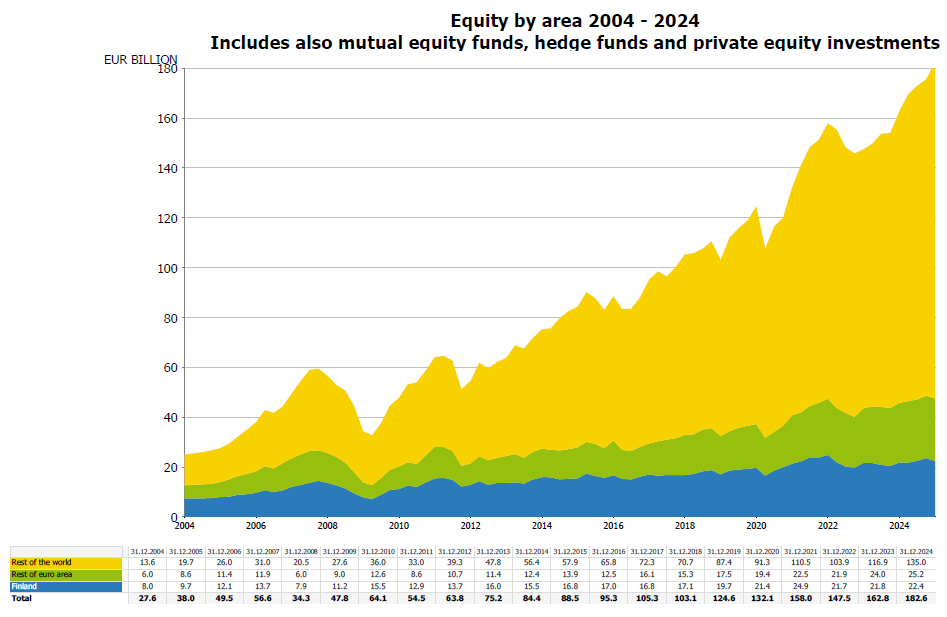 Equity by area 2004 - 2024
Includes also mutual equity funds, hedge funds and private equity investments
EUR BILLION
180
160
140
120
100
80
60
40
20
0
2004 2006 2008 2010 2012 2014 2016 2018 2020 2022 2024
31.12.2004 31.12.2005 31.12.2006 31.12.2007 31.12.2008 31.12.2009 31.12.2010 31.12.2011 31.12.2012 31.12.2013 31.12.2014 31.12.2015 31.12.2016 31.12.2017 31.12.2018 31.12.2019 31.12.2020 31.12.2021 31.12.2022 31.12.2023 31.12.2024
Rest of the world 13.6 19.7 26.0 31.0 20.5 27.6 36.0 33.0 39.3 47.8 56.4 57.9 65.8 72.3 70.7 87.4 91.3 110.5 103.9 116.9 135.0
Rest of euro area 6.0 8.6 11.4 11.9 6.0 9.0 12.6 8.6 10.7 11.4 12.4 13.9 12.5 16.1 15.3 17.5 19.4 22.5 21.9 24.0 25.2
Finland 8.0 9.7 12.1 13.7 7.9 11.2 15.5 12.9 13.7 16.0 15.5 16.8 17.0 16.8 17.1 19.7 21.4 24.9 21.7 21.8 22.4
Total 27.6 38.0 49.5 56.6 34.3 47.8 64.1 54.5 63.8 75.2 84.4 88.5 95.3 105.3 103.1 124.6 132.1 158.0 147.5 162.8 182.6